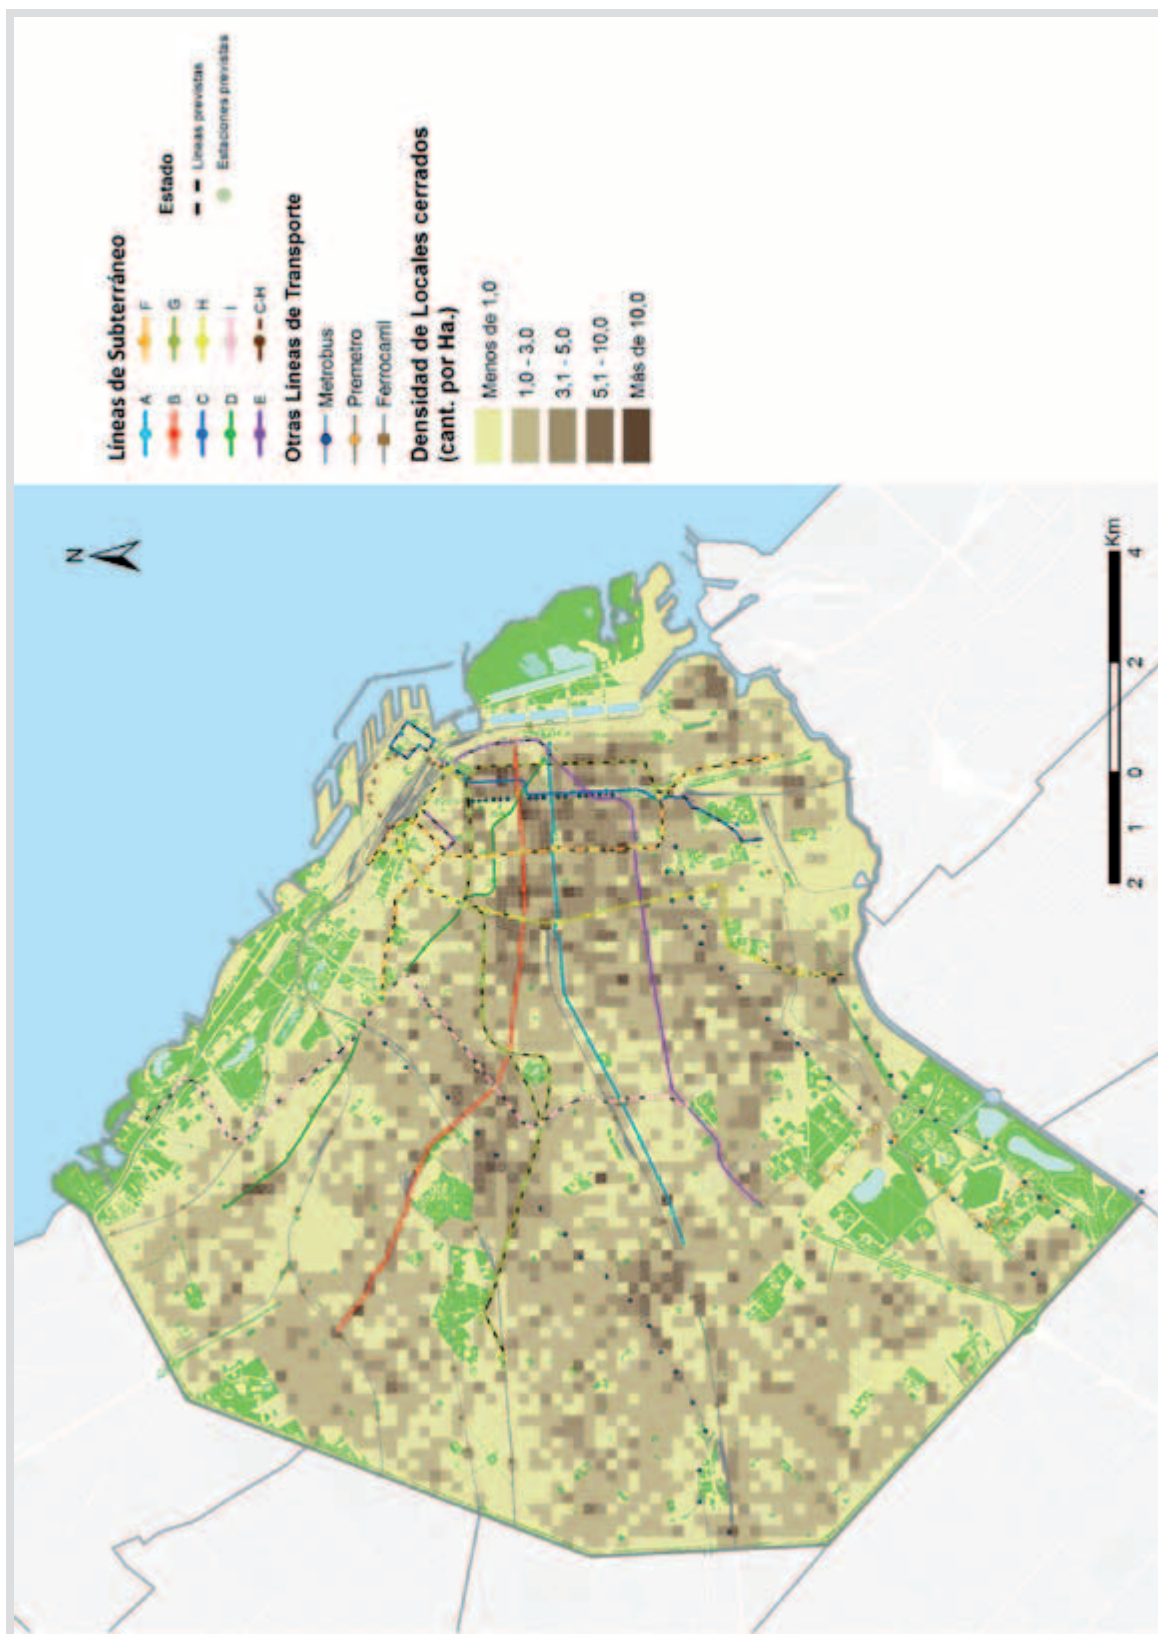 Líneas de Subterráneo
A
B
C
D
E
F
G
H
I
C-H
Estado
Líneas previstas
Estaciones previstas
Otras Líneas de Transporte
Metrobus
Premetro
Ferrocarril
Densidad de Locales cerrados
(cant. por Ha.)
Menos de 1,0
1,0 - 3,0
3,1 - 5,0
5,1 - 10,0
Más de 10,0
N
Km
2 1 0 2 4